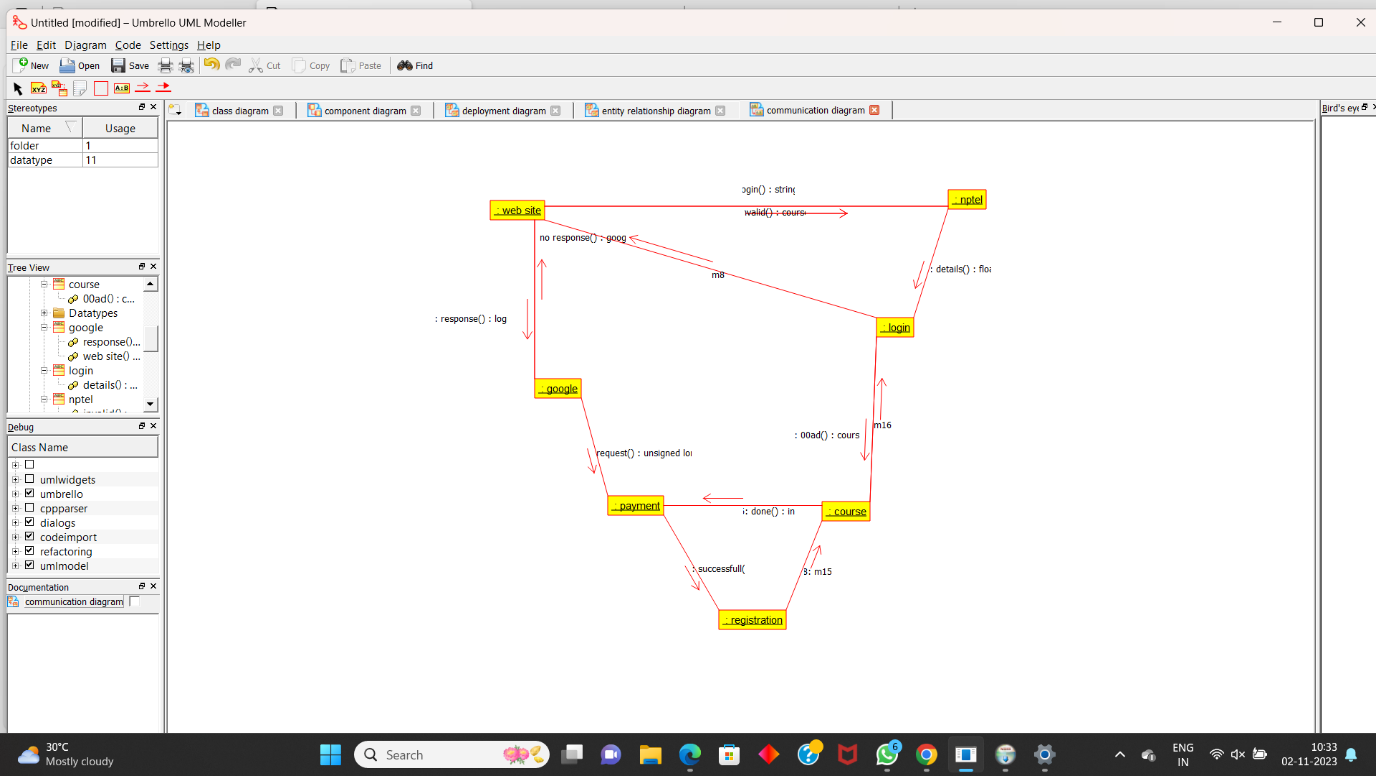 Untitled [modified] – Umbrello UML Modeller
File Edit Diagram Code Settings Help
New Open Save Cut Copy Paste Find
XYZ A:B
Stereotypes
class diagram component diagram deployment diagram entity relationship diagram communication diagram
Bird's eye
Name Usage
folder 1
datatype 11
Tree View
course
00ad() : c...
Datatypes
google
response()...
web site() ...
login
details() : ...
nptel
Debug
Class Name
umlwidgets
umbrello
cppparser
dialogs
codeimport
refactoring
umlmodel
Documentation
communication diagram
ogin() : string
: web site
: nptel
valid() : cours
no response() : goog
m8
: details() : floa
: response() : log
: login
: google
m16
: 00ad() : cours
request() : unsigned lon
: payment
: done() : in
: course
: successfull(
: m15
: registration
30°C
Mostly cloudy
Search
6
ENG
IN
10:33
02-11-2023